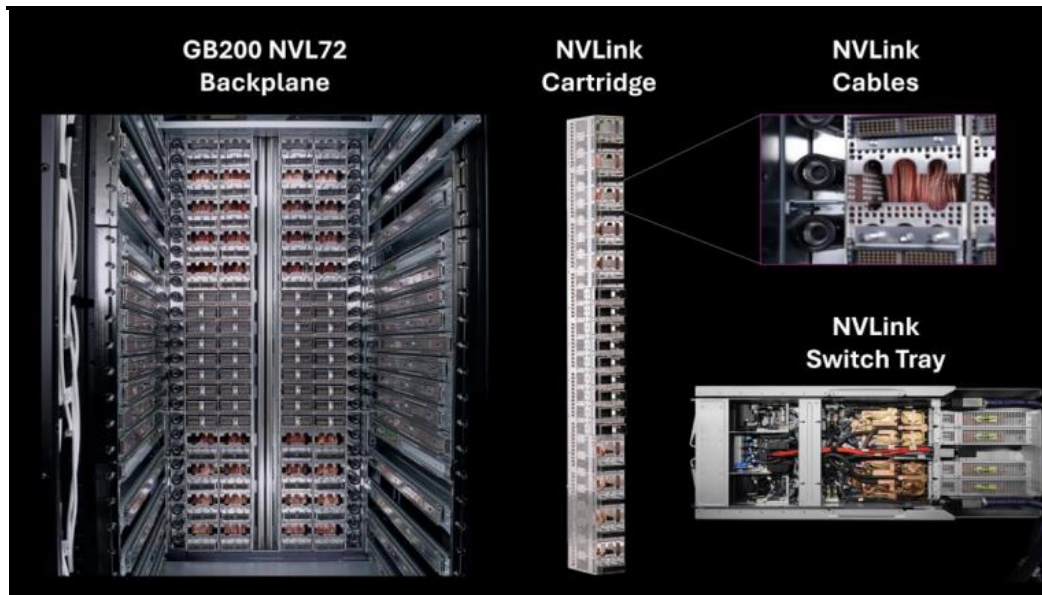 GB200 NVL72
Backplane
NVLink
Cartridge
NVLink
Cables
NVLink
Switch Tray